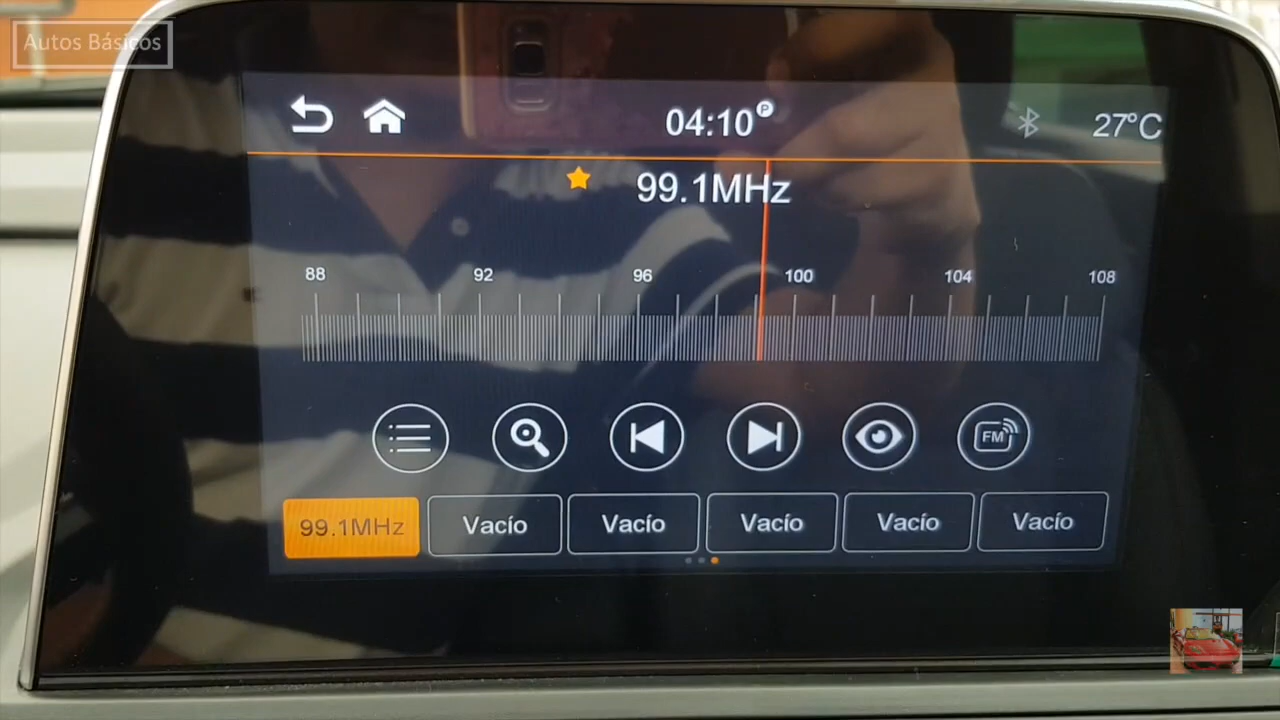 Autos Básicos
04:10 P
27°C
99.1MHz
88 92 96 100 104 108
FM
99.1MHz Vacío Vacío Vacío Vacío Vacío